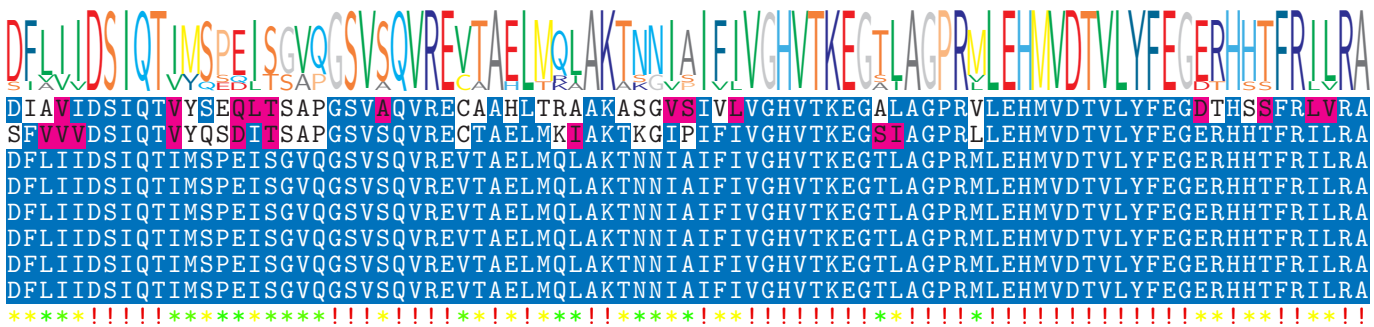 DFLIIDSIQTIMSPEISGVQGSVSQVREVTAELMQLAKTNNIAIFIVGHVTKEGTLAGPRMLEHMVDTVLYFEGERHHTFRILRA
DIAVIDSIQTVYSEQLTSAPGSVAQVRECAAHLTRAAKASGVSIVLVGHVTKEGALAGPRVLEHMVDTVLYFEGDTHSSFRLVRA
SFVVVDSIQTVYQSDITSAPGSVSQVRECTAELMKIAKTKGIPIFIVGHVTKEGSIAGPRLLEHMVDTVLYFEGERHHTFRILRA
DFLIIDSIQTIMSPEISGVQGSVSQVREVTAELMQLAKTNNIAIFIVGHVTKEGTLAGPRMLEHMVDTVLYFEGERHHTFRILRA
DFLIIDSIQTIMSPEISGVQGSVSQVREVTAELMQLAKTNNIAIFIVGHVTKEGTLAGPRMLEHMVDTVLYFEGERHHTFRILRA
DFLIIDSIQTIMSPEISGVQGSVSQVREVTAELMQLAKTNNIAIFIVGHVTKEGTLAGPRMLEHMVDTVLYFEGERHHTFRILRA
DFLIIDSIQTIMSPEISGVQGSVSQVREVTAELMQLAKTNNIAIFIVGHVTKEGTLAGPRMLEHMVDTVLYFEGERHHTFRILRA
DFLIIDSIQTIMSPEISGVQGSVSQVREVTAELMQLAKTNNIAIFIVGHVTKEGTLAGPRMLEHMVDTVLYFEGERHHTFRILRA
DFLIIDSIQTIMSPEISGVQGSVSQVREVTAELMQLAKTNNIAIFIVGHVTKEGTLAGPRMLEHMVDTVLYFEGERHHTFRILRA
*****!!!!!**********!!!*!!!!**!*!***!!*****!**!!!!!!!!**!!!!*!!!!!!!!!!!!!**!**!!**!!